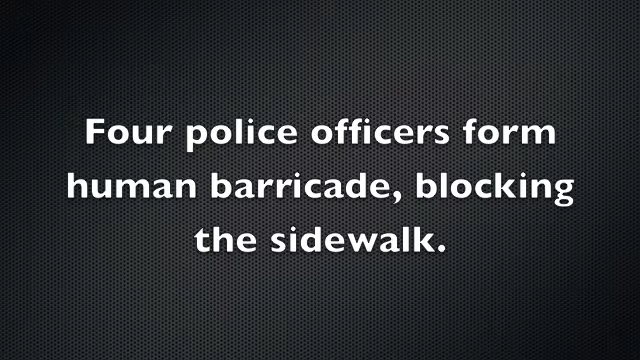 Four police officers form
human barricade, blocking
the sidewalk.